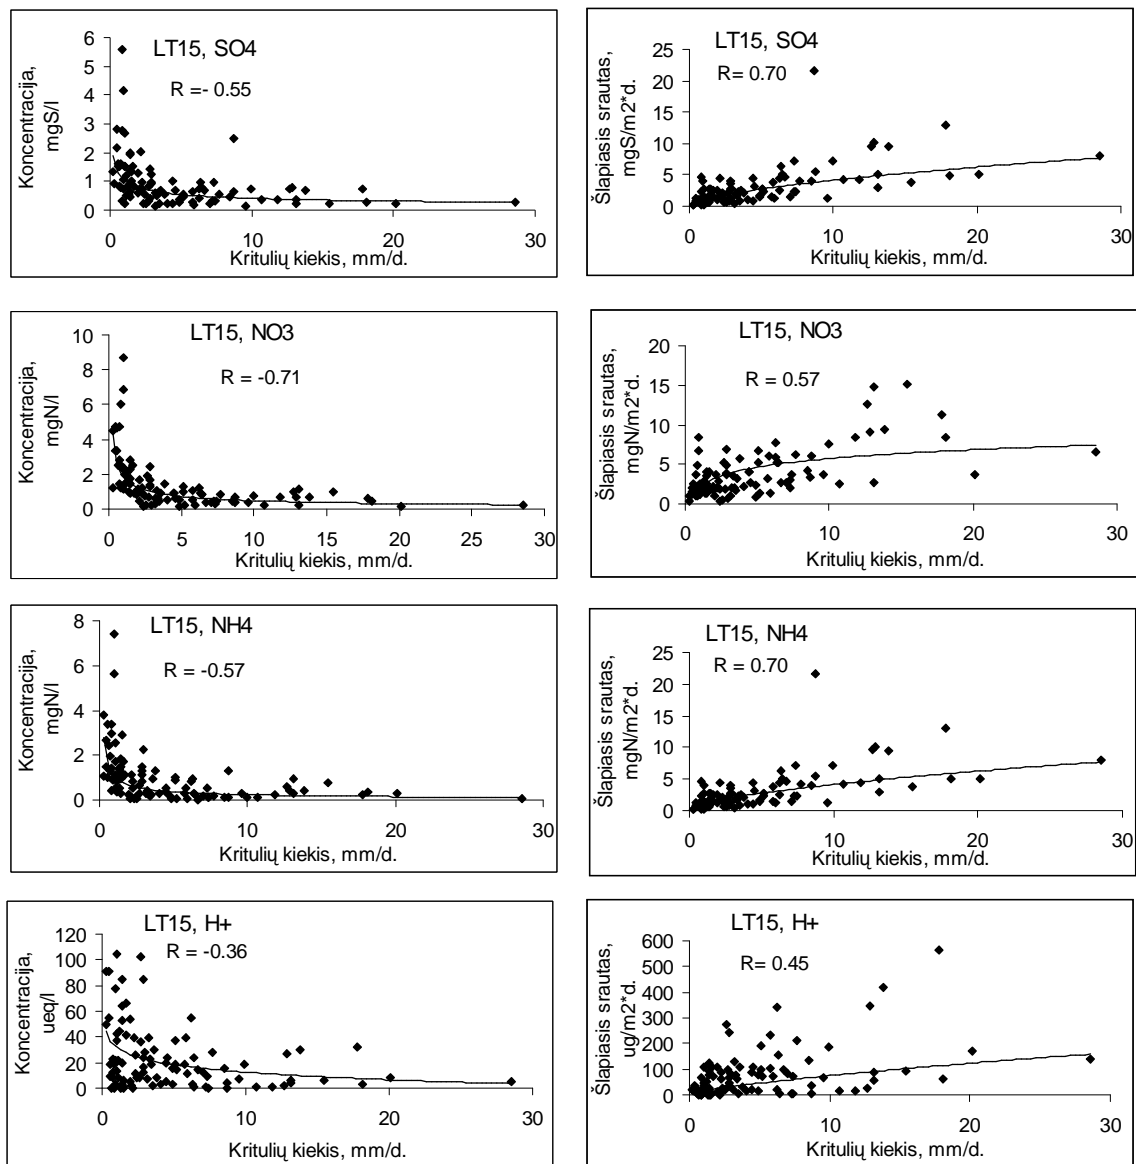 LT15, SO4
R =- 0.55
Koncentracija,
mgS/l
6
5
4
3
2
1
0
0 10 20 30
Kritulių kiekis, mm/d.
LT15, SO4
R= 0.70
Šlapiasis srautas,
mgS/m2*d.
25
20
15
10
5
0
0 10 20 30
Kritulių kiekis, mm/d.
LT15, NO3
R = -0.71
Koncentracija,
mgN/l
10
8
6
4
2
0
0 5 10 15 20 25 30
Kritulių kiekis, mm/d.
LT15, NO3
R = 0.57
Šlapiasis srautas,
mgN/m2*d.
20
15
10
5
0
0 10 20 30
Kritulių kiekis, mm/d.
LT15, NH4
R = -0.57
Koncentracija,
mgN/l
8
6
4
2
0
0 10 20 30
Kritulių kiekis, mm/d.
LT15, NH4
R = 0.70
Šlapiasis srautas,
mgN/m2*d.
25
20
15
10
5
0
0 10 20 30
Kritulių kiekis, mm/d.
LT15, H+
R = -0.36
Koncentracija,
ueq/l
120
100
80
60
40
20
0
0 10 20 30
Kritulių kiekis, mm/d.
LT15, H+
R= 0.45
Šlapiasis srautas,
ug/m2*d.
600
500
400
300
200
100
0
0 10 20 30
Kritulių kiekis, mm/d.